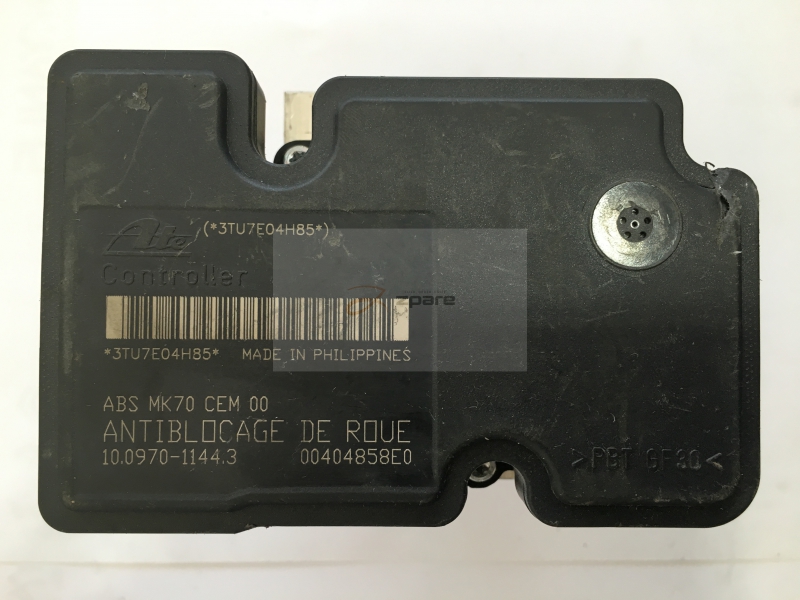 Ate (*3TU7E04H85*)
Controller
zpare
*3TU7E04H85* MADE IN PHILIPPINES
ABS MK70 CEM 00
ANTIBLOCAGE DE ROUE
10.0970-1144.3 00404858E0
>PBT GF30<